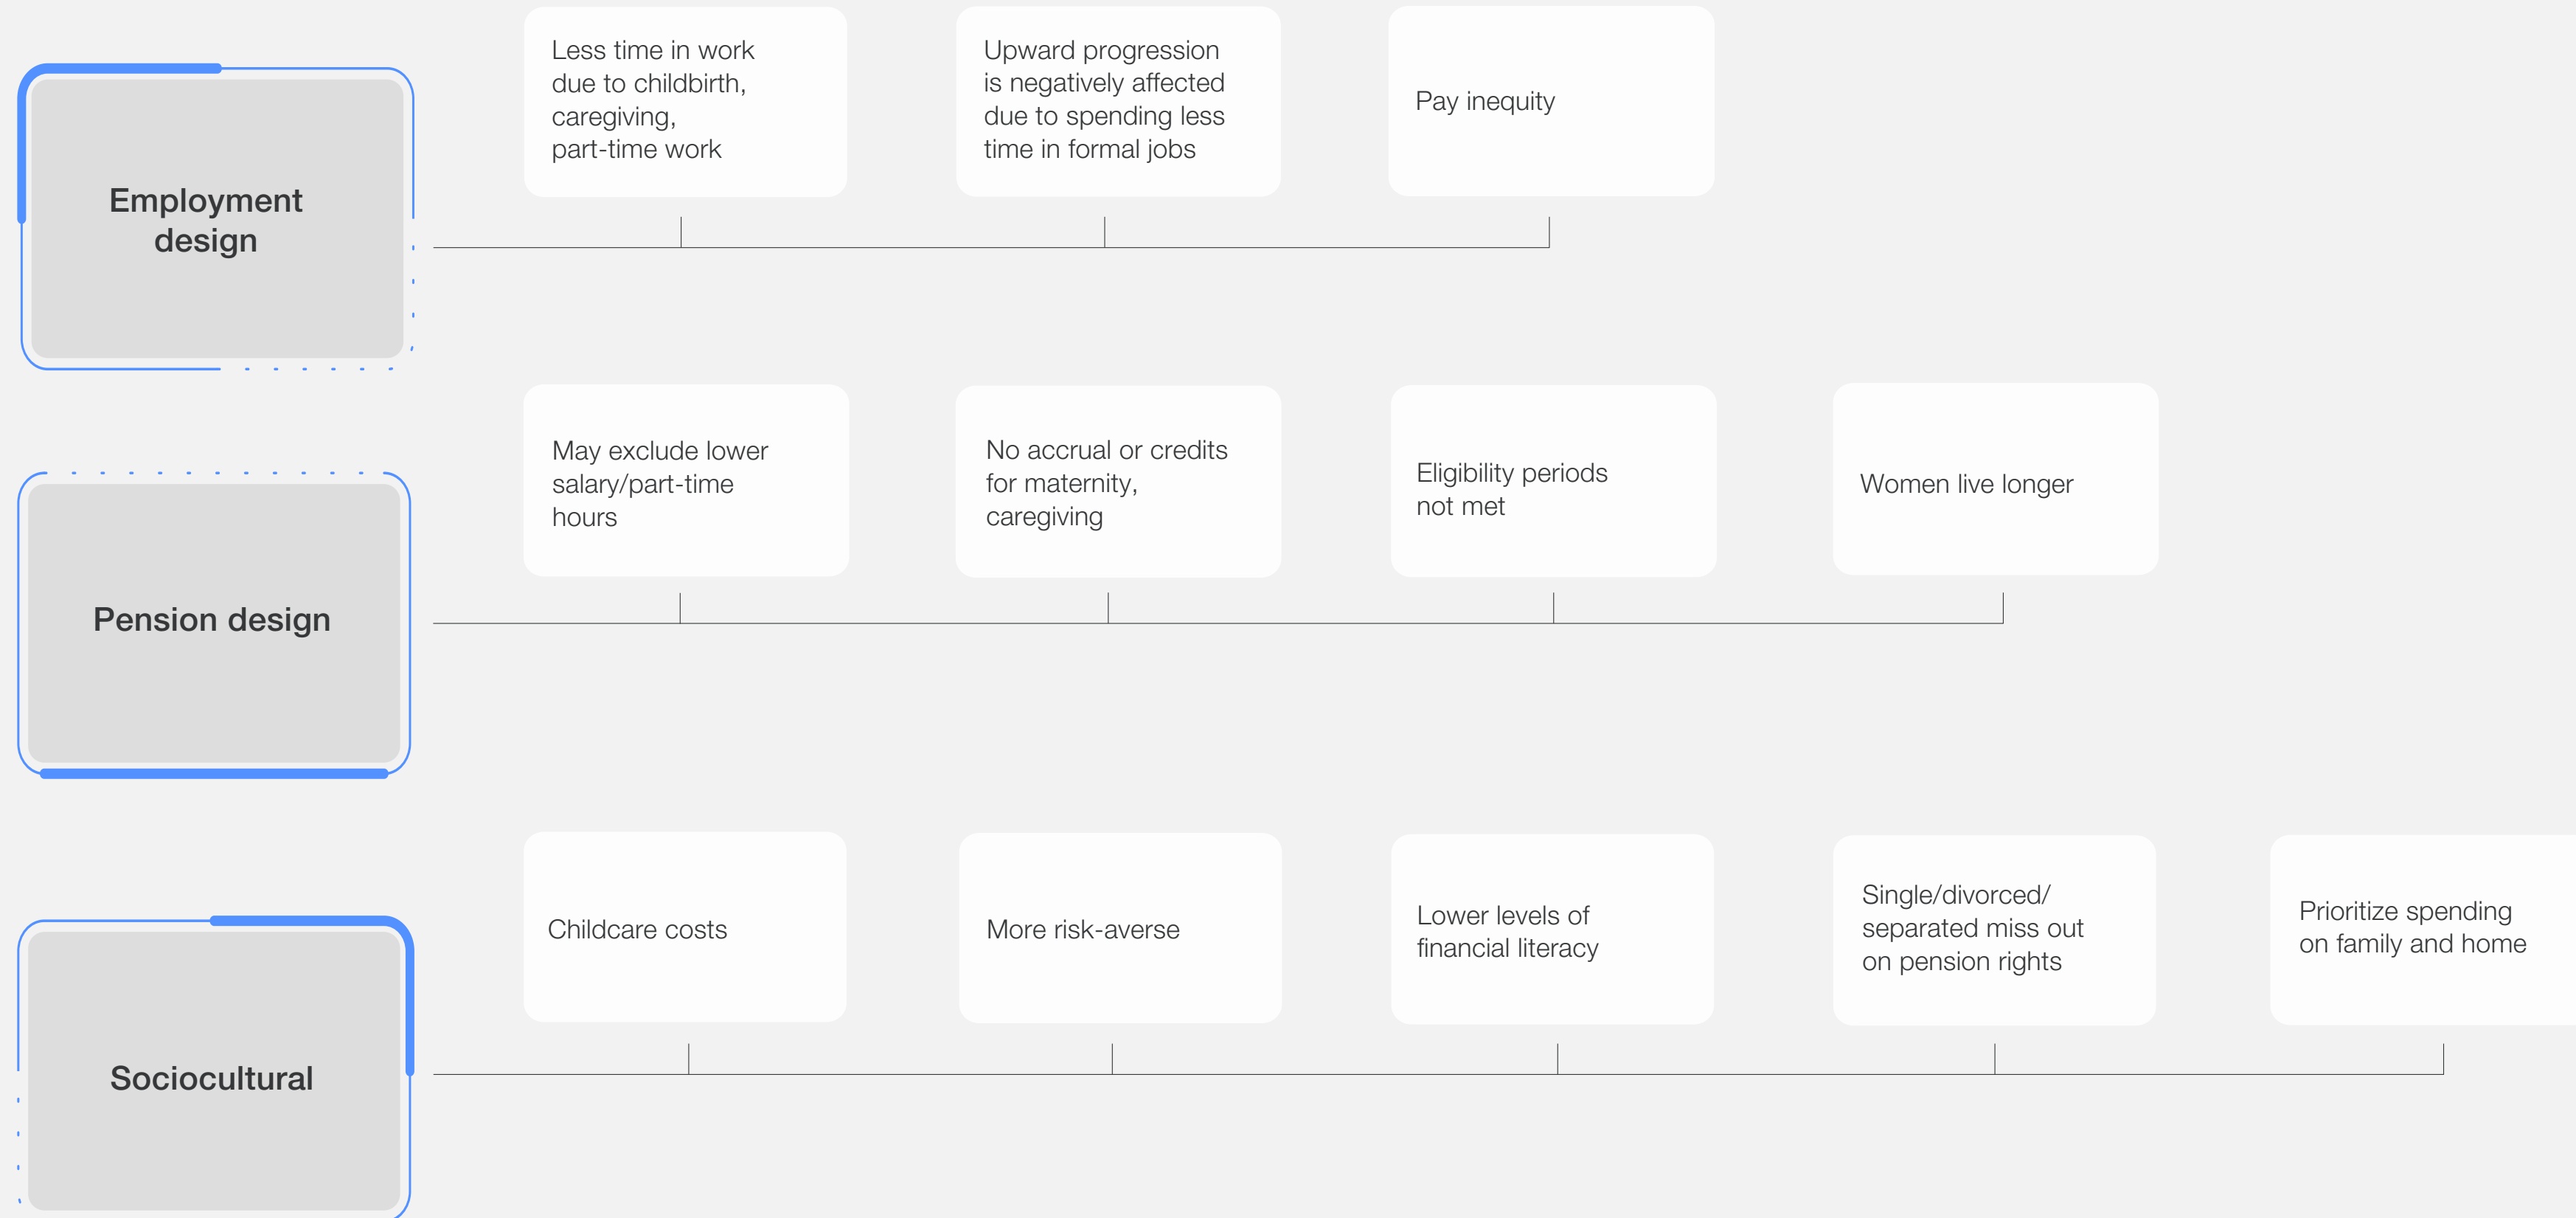 Employment
design
Less time in work
due to childbirth,
caregiving,
part-time work
Upward progression
is negatively affected
due to spending less
time in formal jobs
Pay inequity
Pension design
May exclude lower
salary/part-time
hours
No accrual or credits
for maternity,
caregiving
Eligibility periods
not met
Women live longer
Sociocultural
Childcare costs
More risk-averse
Lower levels of
financial literacy
Single/divorced/
separated miss out
on pension rights
Prioritize spending
on family and home